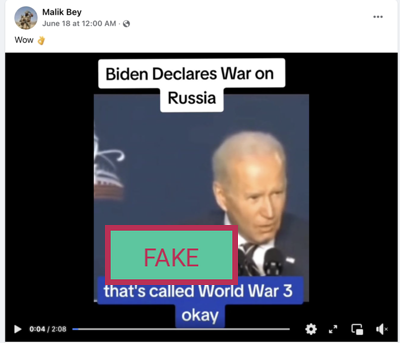 Malik Bey
June 18 at 12:00 AM ·
Wow
Biden Declares War on
Russia
FAKE
that's called World War 3
okay
0:04 / 2:08